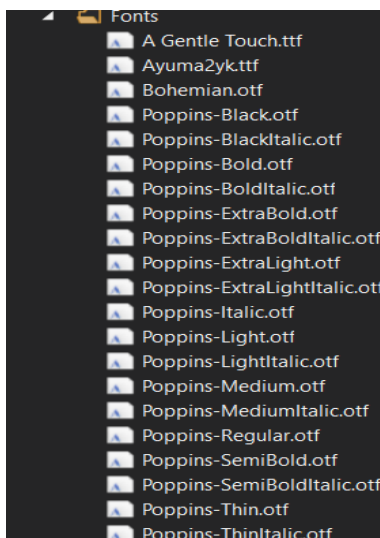 Fonts
A Gentle Touch.ttf
Ayuma2yk.ttf
Bohemian.otf
Poppins-Black.otf
Poppins-BlackItalic.otf
Poppins-Bold.otf
Poppins-BoldItalic.otf
Poppins-ExtraBold.otf
Poppins-ExtraBoldItalic.otf
Poppins-ExtraLight.otf
Poppins-ExtraLightItalic.otf
Poppins-Italic.otf
Poppins-Light.otf
Poppins-LightItalic.otf
Poppins-Medium.otf
Poppins-MediumItalic.otf
Poppins-Regular.otf
Poppins-SemiBold.otf
Poppins-SemiBoldItalic.otf
Poppins-Thin.otf
Poppins-ThinItalic.otf